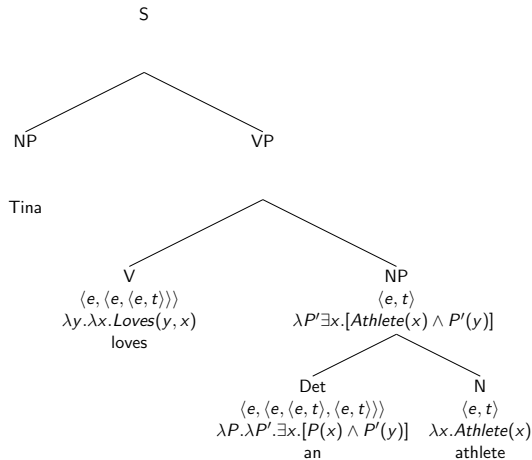 S
NP VP
Tina
V NP
⟨e, ⟨e, ⟨e, t⟩⟩⟩ ⟨e, t⟩
λy.λx.Loves(y, x) λP′∃x.[Athlete(x) ∧ P′(y)]
loves
Det N
⟨e, ⟨e, ⟨e, t⟩, ⟨e, t⟩⟩⟩ ⟨e, t⟩
λP.λP′.∃x.[P(x) ∧ P′(y)] λx.Athlete(x)
an athlete